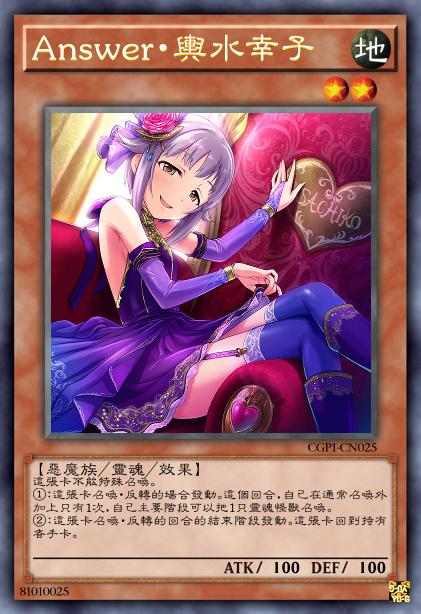 Answer·輿水幸子
地
SACHIKO
CGP1-CN025
【惡魔族／靈魂／效果】
這張卡不能特殊召喚。
①：這張卡召喚·反轉的場合發動。這個回合，自己在通常召喚外
加上只有1次，自己主要階段可以把1只靈魂怪獸召喚。
②：這張卡召喚·反轉的回合的結束階段發動。這張卡回到持有
者手卡。
ATK/ 100 DEF/ 100
81010025